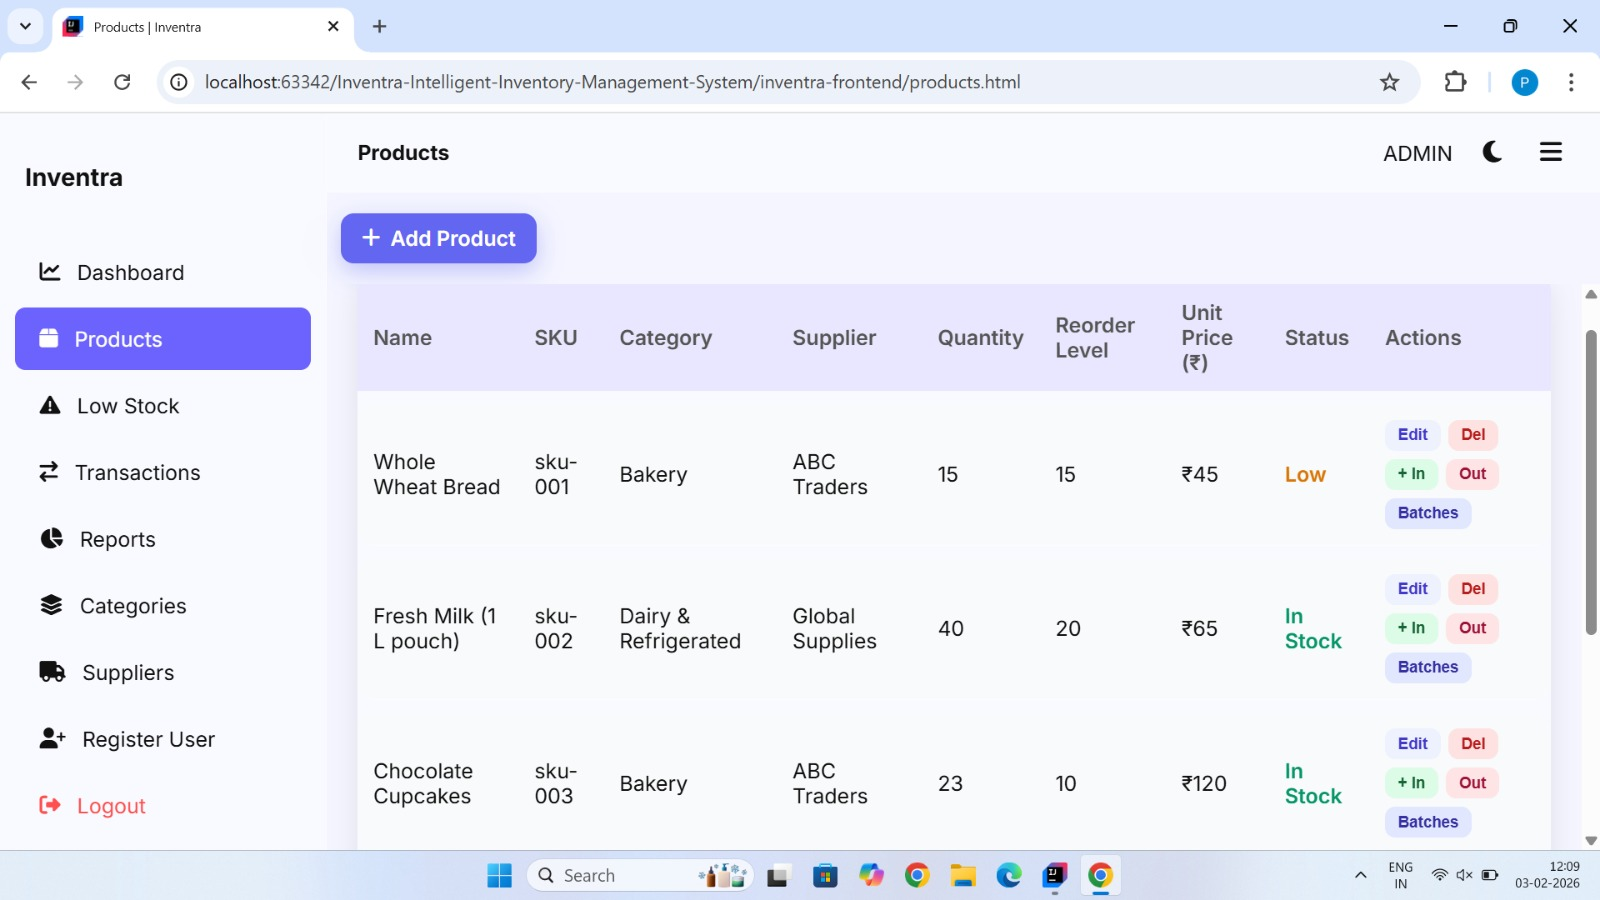 Products | Inventra
localhost:63342/Inventra-Intelligent-Inventory-Management-System/inventra-frontend/products.html
P
Inventra
Products
ADMIN
Dashboard
Products
Low Stock
Transactions
Reports
Categories
Suppliers
Register User
Logout
+ Add Product
Name SKU Category Supplier Quantity Reorder Level Unit Price (₹) Status Actions
Whole Wheat Bread sku-001 Bakery ABC Traders 15 15 ₹45 Low
Edit Del
+ In Out
Batches
Fresh Milk (1 L pouch) sku-002 Dairy & Refrigerated Global Supplies 40 20 ₹65 In Stock
Edit Del
+ In Out
Batches
Chocolate Cupcakes sku-003 Bakery ABC Traders 23 10 ₹120 In Stock
Edit Del
+ In Out
Batches
Search
ENG
IN
12:09
03-02-2026